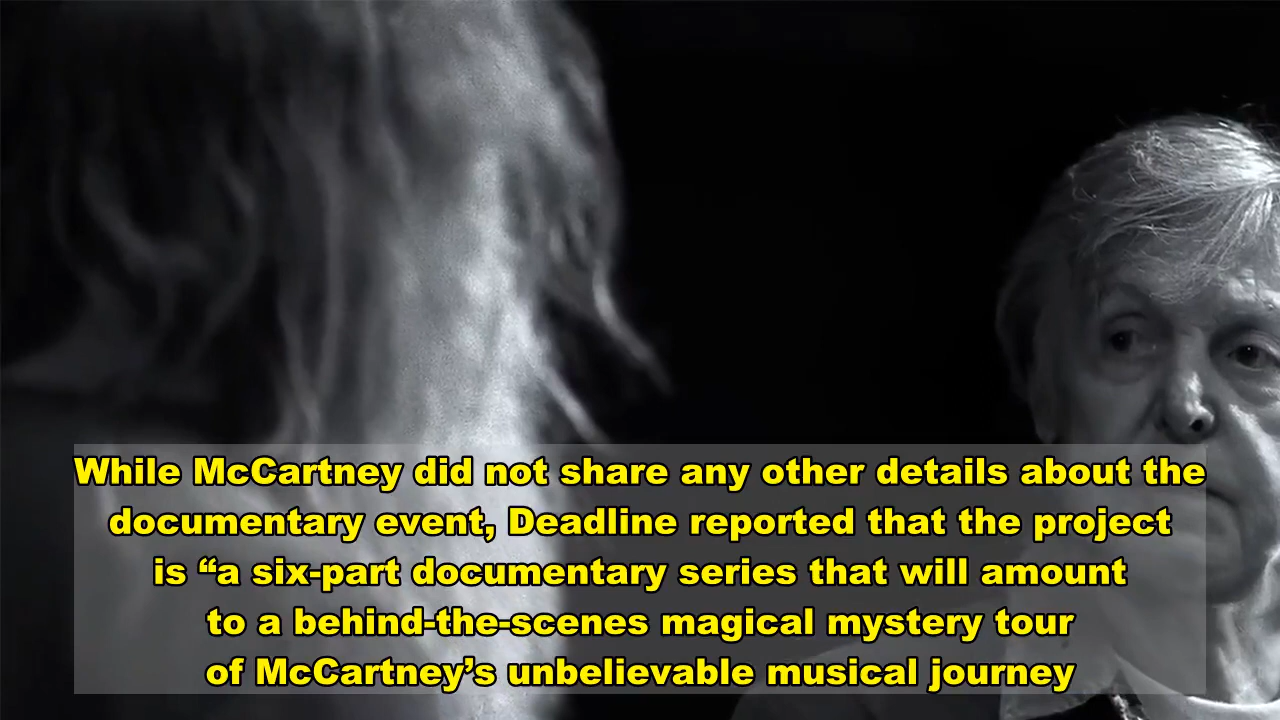 While McCartney did not share any other details about the
documentary event, Deadline reported that the project
is “a six-part documentary series that will amount
to a behind-the-scenes magical mystery tour
of McCartney’s unbelievable musical journey